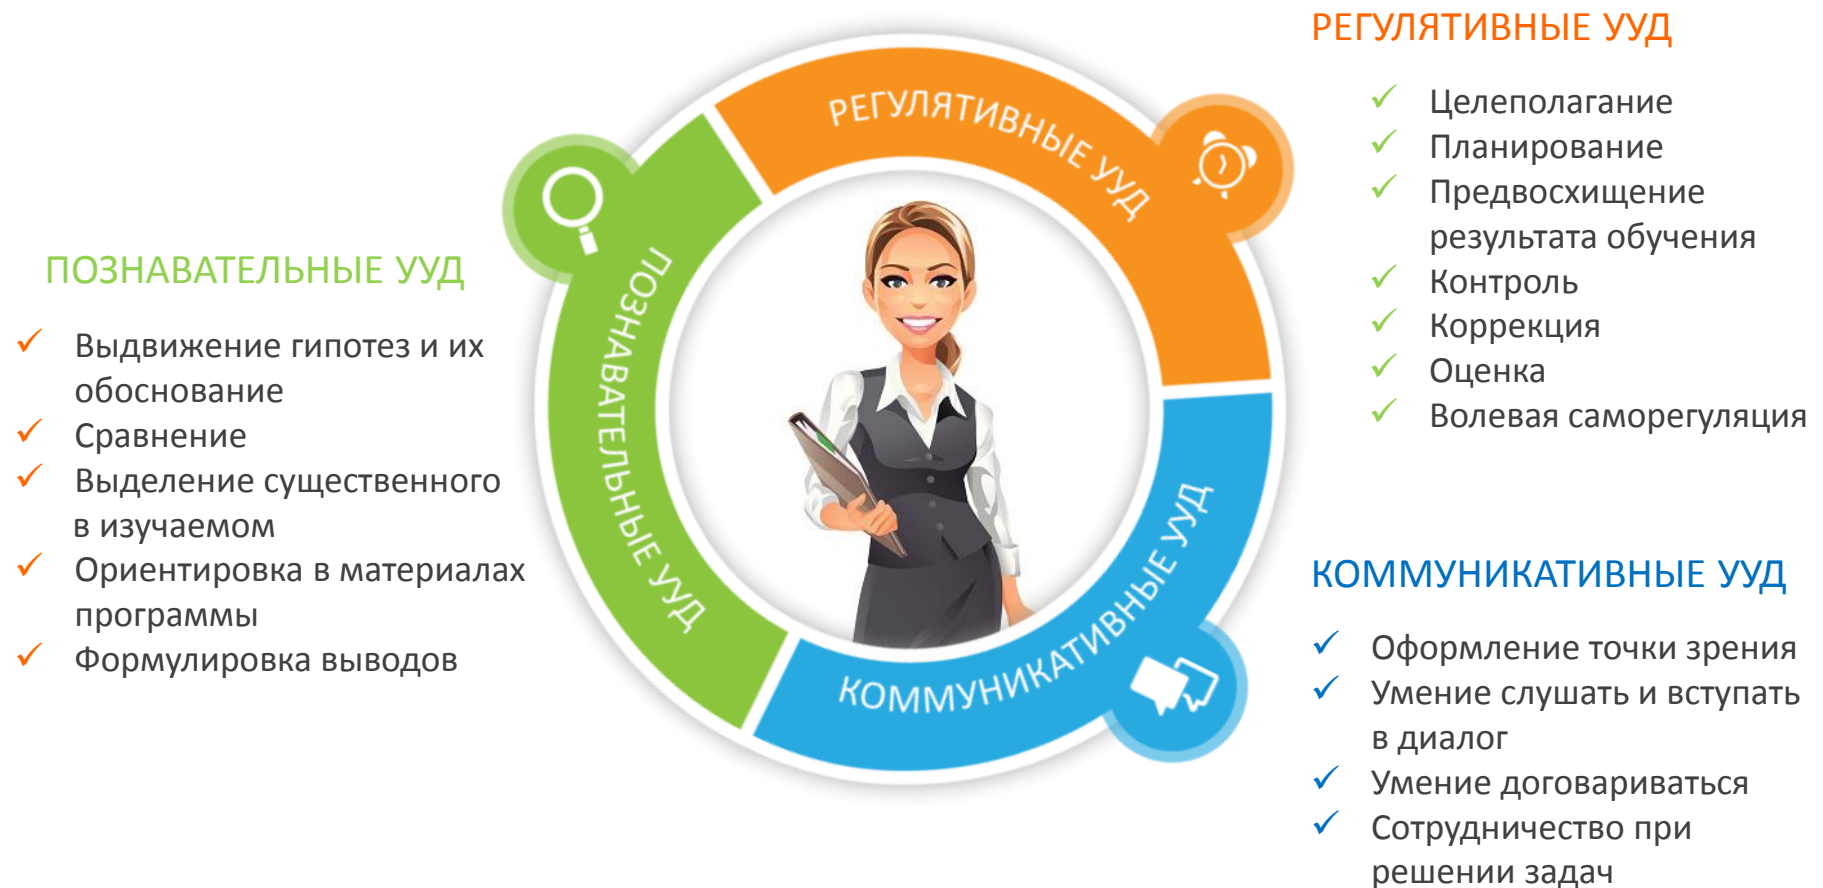 ПОЗНАВАТЕЛЬНЫЕ УУД
Выдвижение гипотез и их
обоснование
Сравнение
Выделение существенного
в изучаемом
Ориентировка в материалах
программы
Формулировка выводов
РЕГУЛЯТИВНЫЕ УУД
ПОЗНАВАТЕЛЬНЫЕ УУД
КОММУНИКАТИВНЫЕ УУД
РЕГУЛЯТИВНЫЕ УУД
Целеполагание
Планирование
Предвосхищение
результата обучения
Контроль
Коррекция
Оценка
Волевая саморегуляция
КОММУНИКАТИВНЫЕ УУД
Оформление точки зрения
Умение слушать и вступать
в диалог
Умение договариваться
Сотрудничество при
решении задач